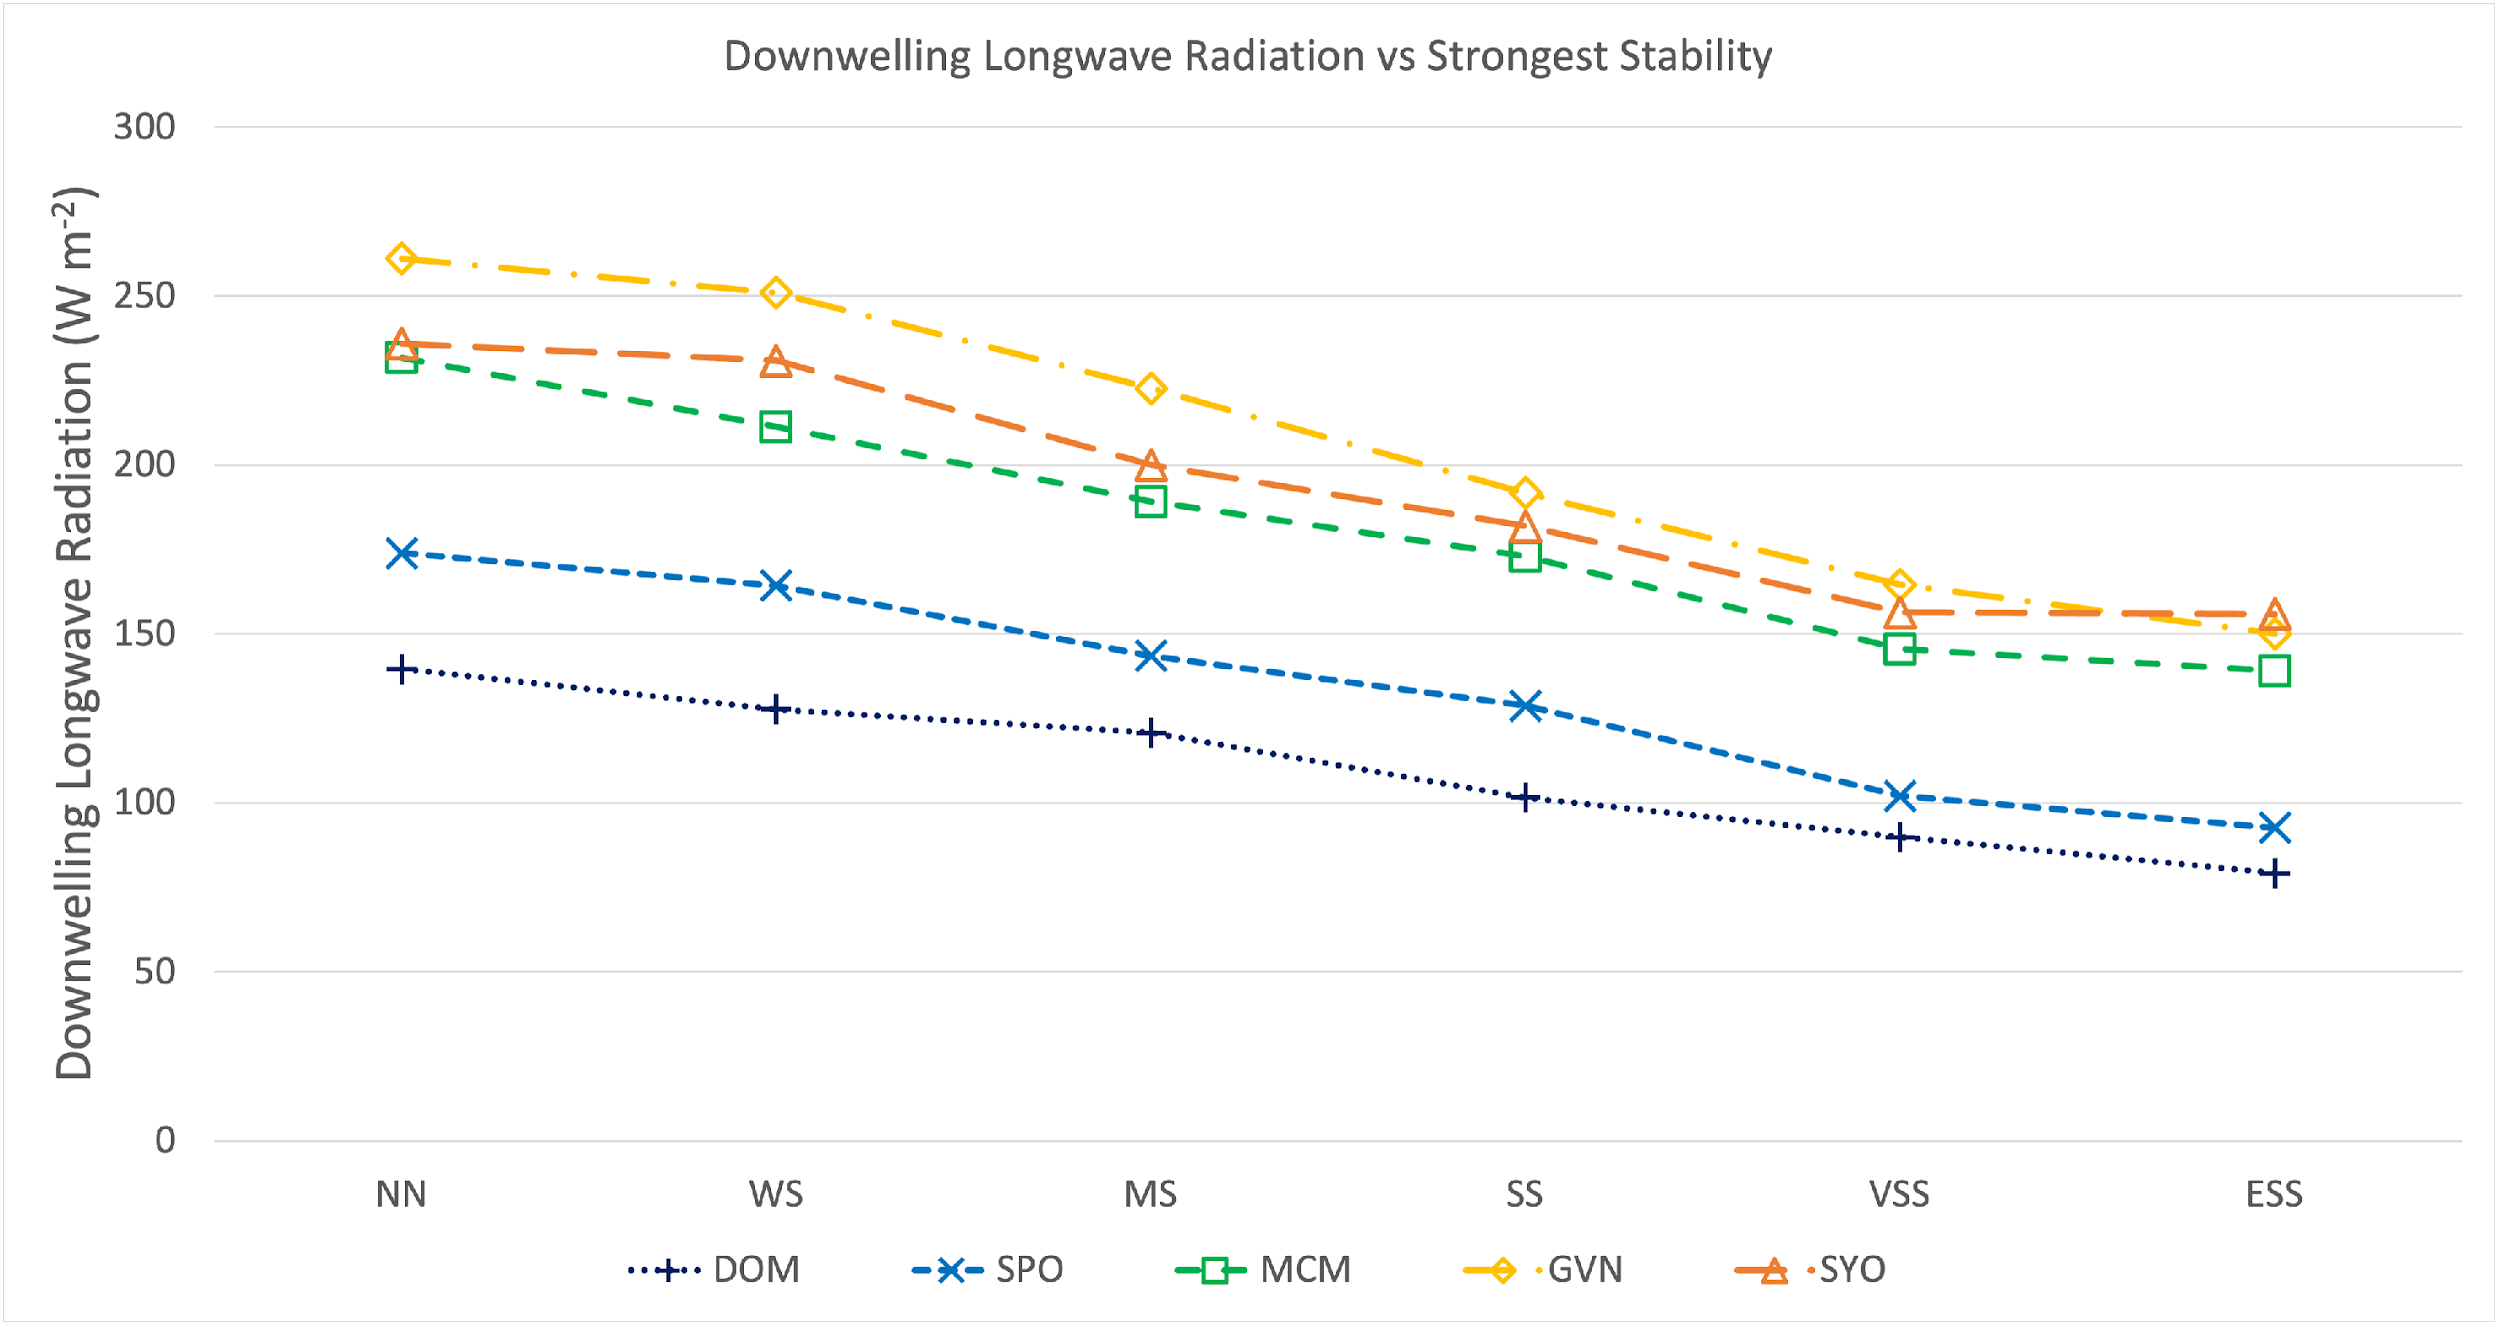 Downwelling Longwave Radiation vs Strongest Stability
Downwelling Longwave Radiation (W m⁻²)
300
250
200
150
100
50
0
NN WS MS SS VSS ESS
DOM SPO MCM GVN SYO